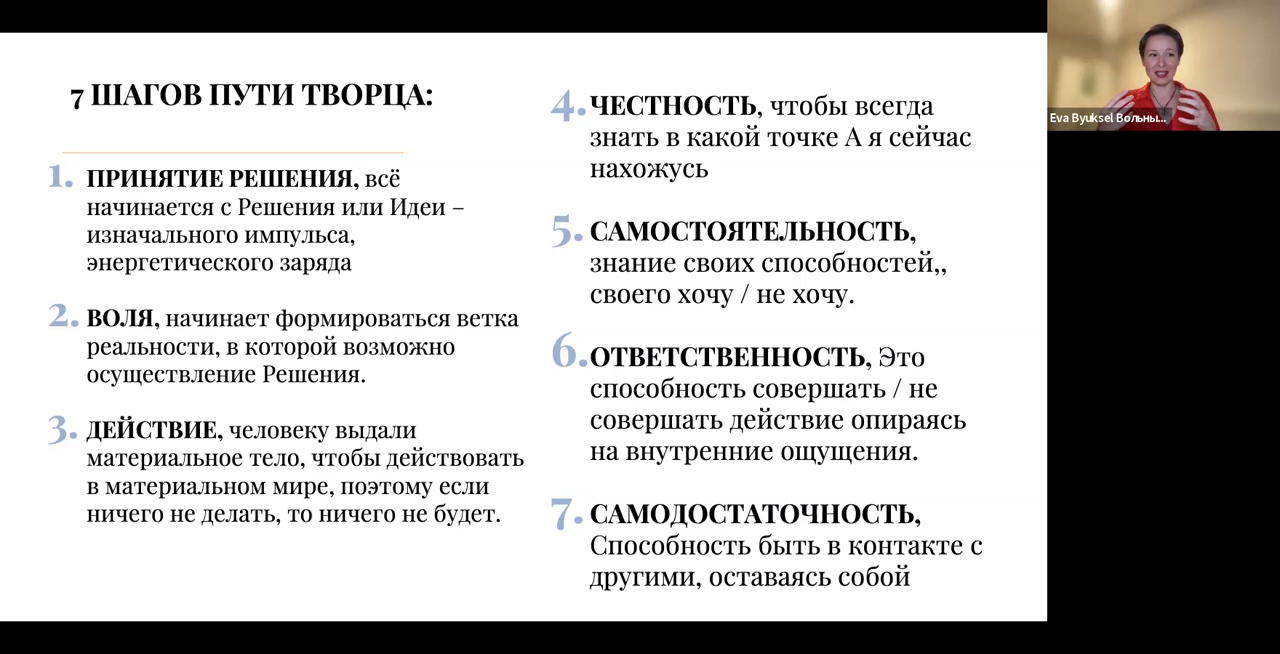 7 ШАГОВ ПУТИ ТВОРЦА:
1. ПРИНЯТИЕ РЕШЕНИЯ, всё
начинается с Решения или Идеи –
изначального импульса,
энергетического заряда
2. ВОЛЯ, начинает формироваться ветка
реальности, в которой возможно
осуществление Решения.
3. ДЕЙСТВИЕ, человеку выдали
материальное тело, чтобы действовать
в материальном мире, поэтому если
ничего не делать, то ничего не будет.
4. ЧЕСТНОСТЬ, чтобы всегда
знать в какой точке А я сейчас
нахожусь
5. САМОСТОЯТЕЛЬНОСТЬ,
знание своих способностей,,
своего хочу / не хочу.
6. ОТВЕТСТВЕННОСТЬ, Это
способность совершать / не
совершать действие опираясь
на внутренние ощущения.
7. САМОДОСТАТОЧНОСТЬ,
Способность быть в контакте с
другими, оставаясь собой
Eva Byuksel Вольны...